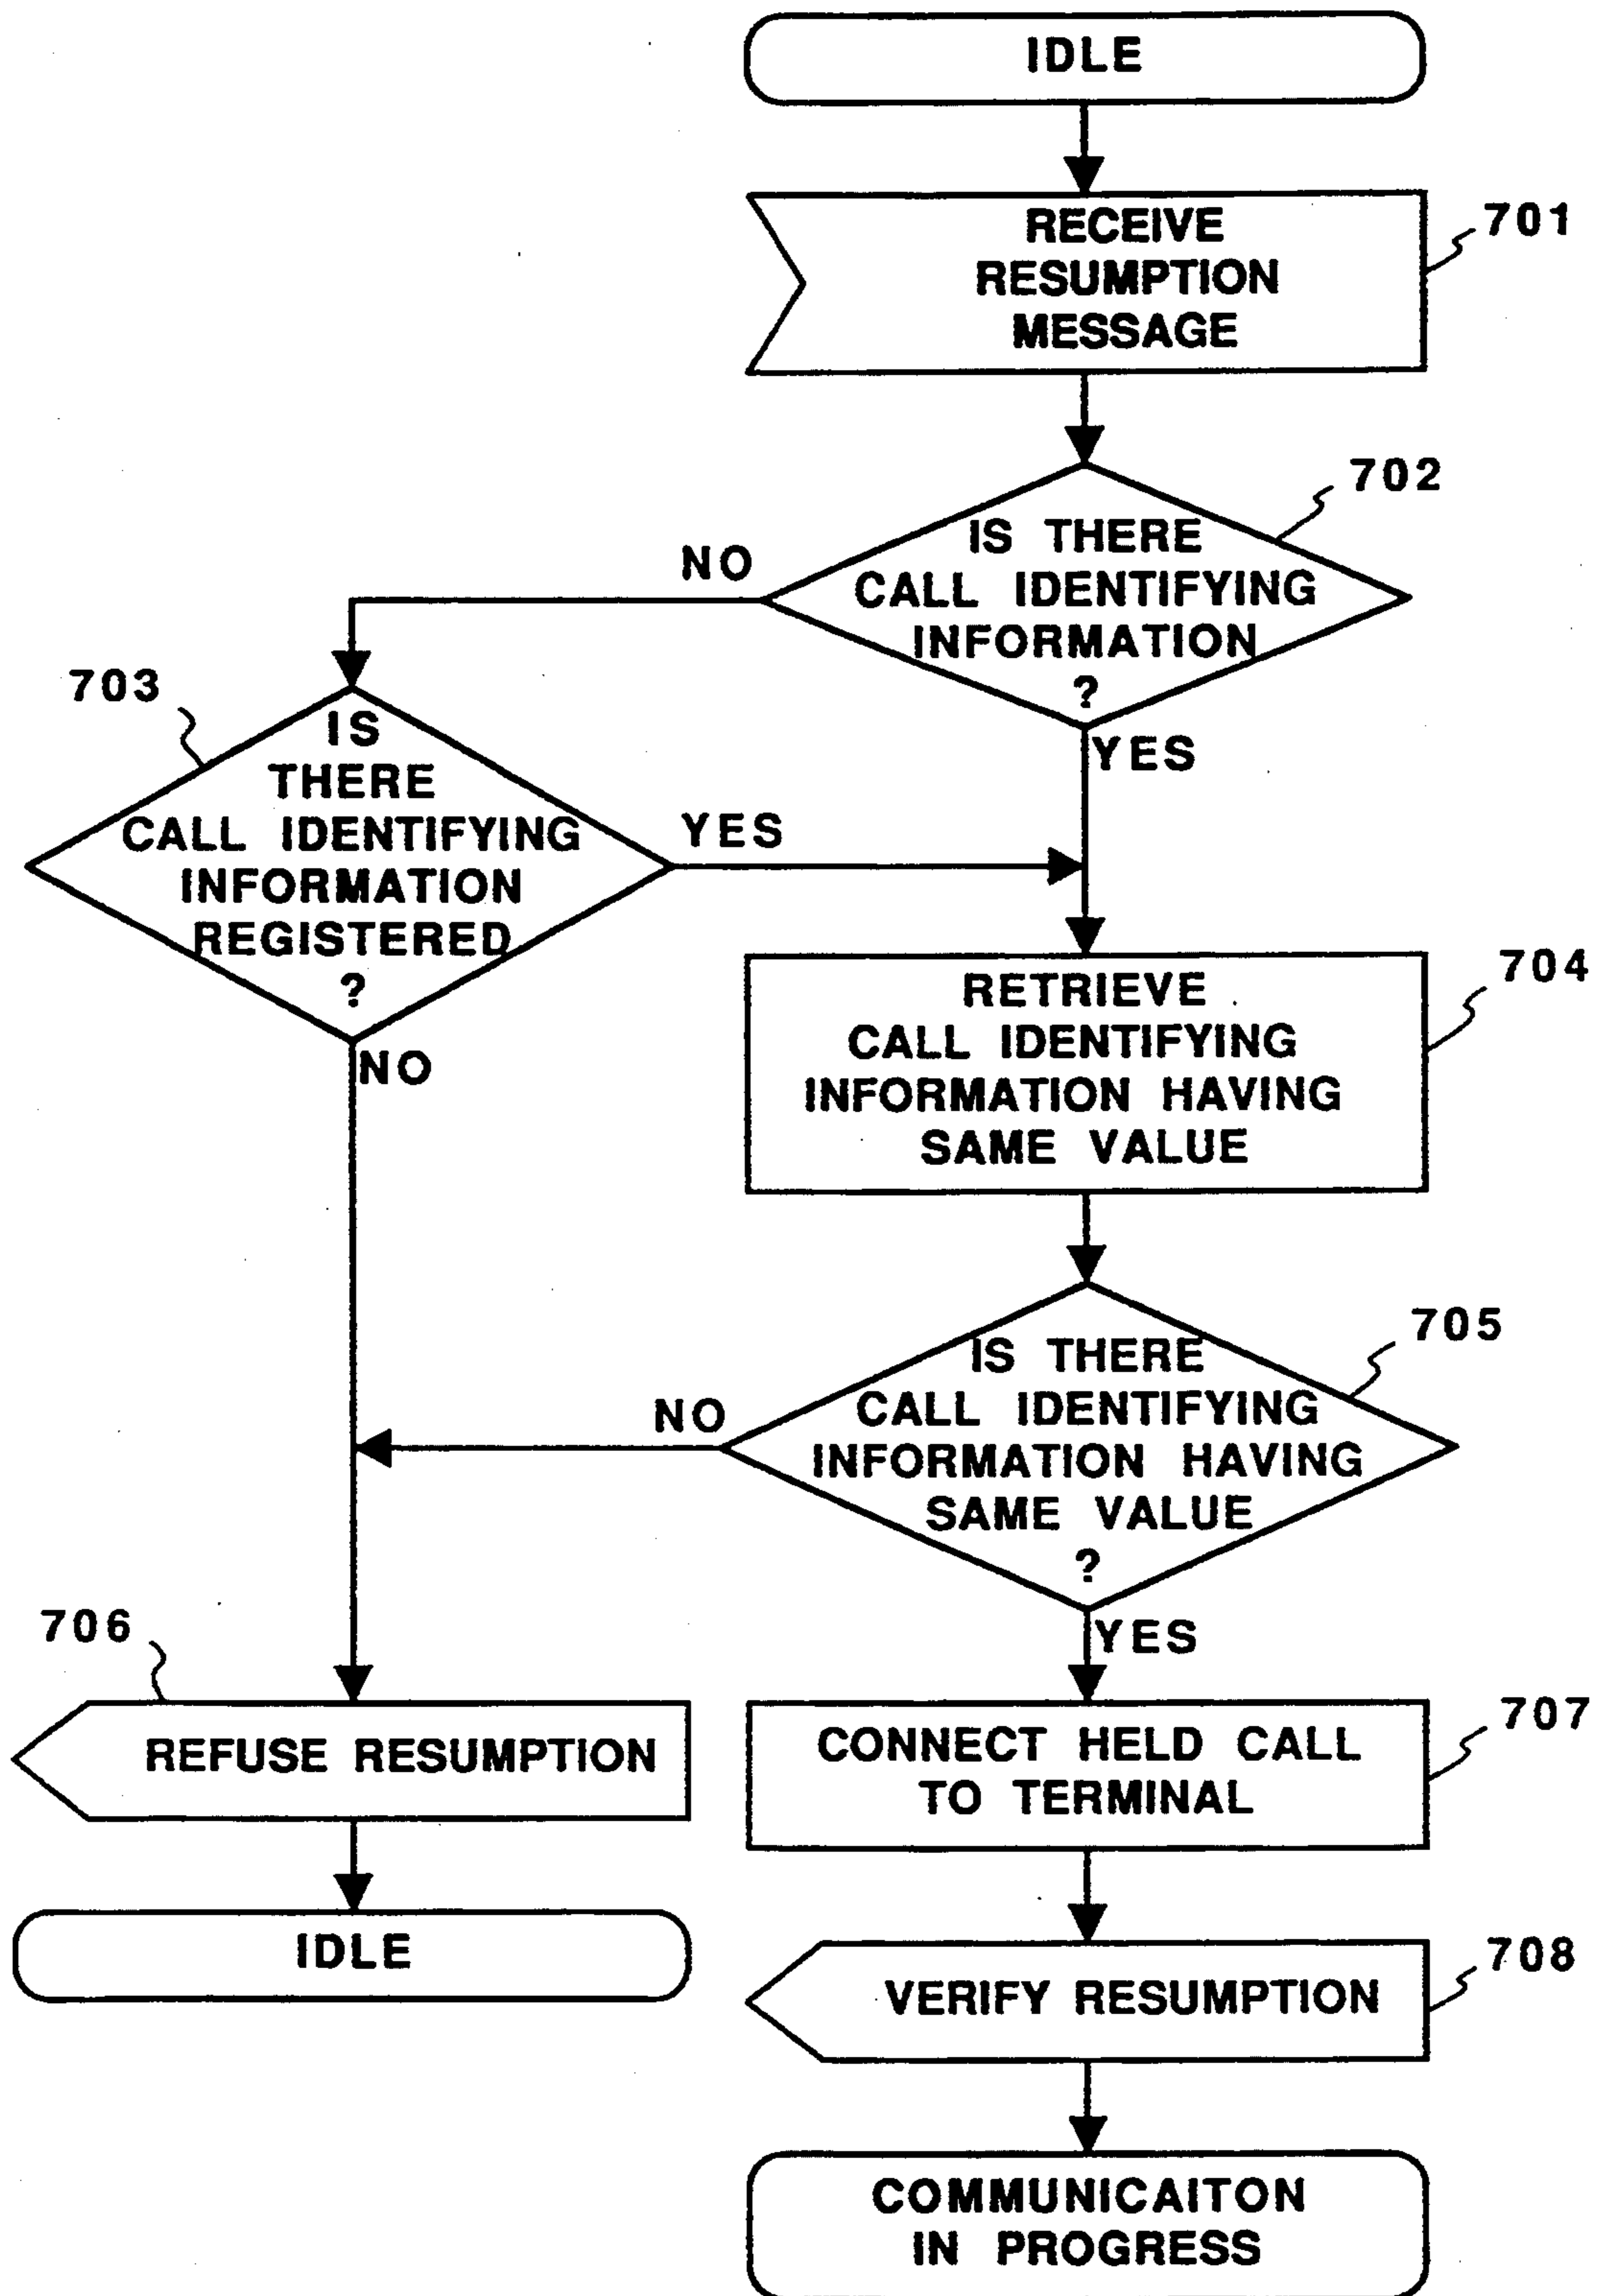 IDLE
RECEIVE
RESUMPTION
MESSAGE
701
702
IS THERE
CALL IDENTIFYING
INFORMATION
?
NO
YES
703
IS
THERE
CALL IDENTIFYING
INFORMATION
REGISTERED
?
YES
NO
RETRIEVE
CALL IDENTIFYING
INFORMATION HAVING
SAME VALUE
704
705
IS THERE
CALL IDENTIFYING
INFORMATION HAVING
SAME VALUE
?
NO
YES
706
REFUSE RESUMPTION
IDLE
CONNECT HELD CALL
TO TERMINAL
707
VERIFY RESUMPTION
708
COMMUNICAITON
IN PROGRESS